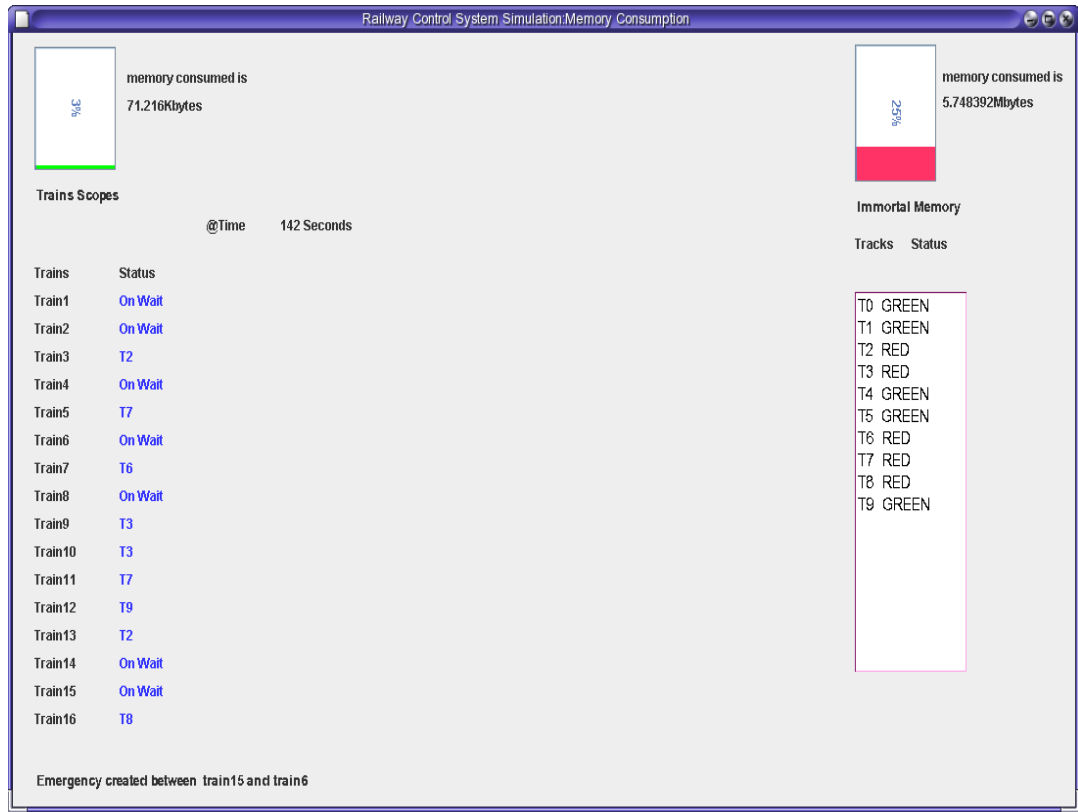 Railway Control System Simulation:Memory Consumption
3%
memory consumed is
71.216Kbytes
Trains Scopes
25%
memory consumed is
5.748392Mbytes
Immortal Memory
@Time 142 Seconds
Trains Status
Train1 On Wait
Train2 On Wait
Train3 T2
Train4 On Wait
Train5 T7
Train6 On Wait
Train7 T6
Train8 On Wait
Train9 T3
Train10 T3
Train11 T7
Train12 T9
Train13 T2
Train14 On Wait
Train15 On Wait
Train16 T8
Tracks Status
T0 GREEN
T1 GREEN
T2 RED
T3 RED
T4 GREEN
T5 GREEN
T6 RED
T7 RED
T8 RED
T9 GREEN
Emergency created between train15 and train6